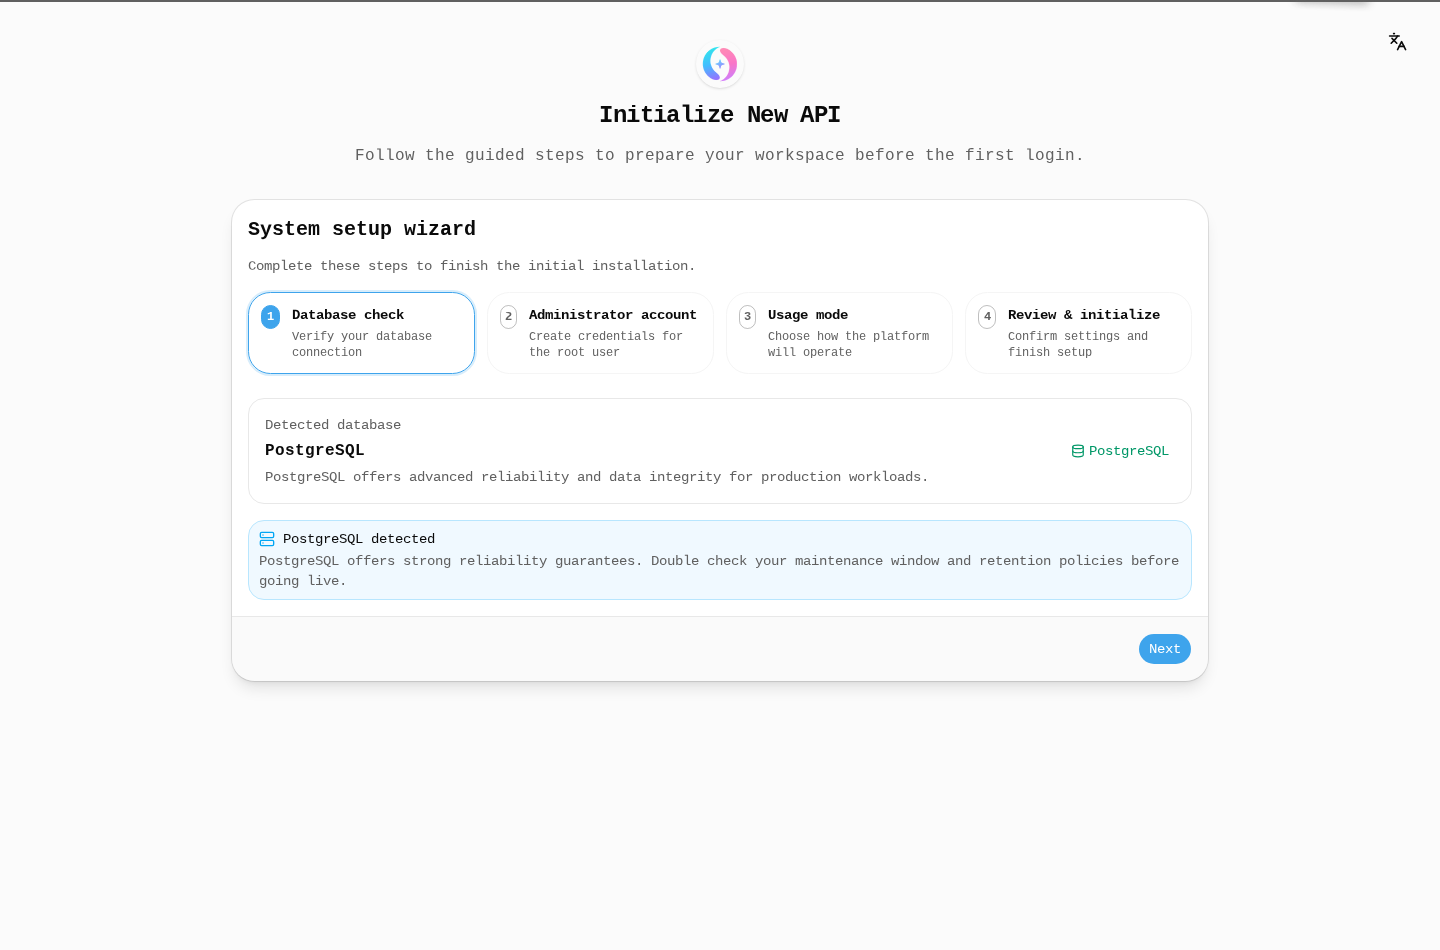 Initialize New API
Follow the guided steps to prepare your workspace before the first login.
System setup wizard
Complete these steps to finish the initial installation.
1
Database check
Verify your database
connection
2
Administrator account
Create credentials for
the root user
3
Usage mode
Choose how the platform
will operate
4
Review & initialize
Confirm settings and
finish setup
Detected database
PostgreSQL
PostgreSQL
PostgreSQL offers advanced reliability and data integrity for production workloads.
PostgreSQL detected
PostgreSQL offers strong reliability guarantees. Double check your maintenance window and retention policies before
going live.
Next